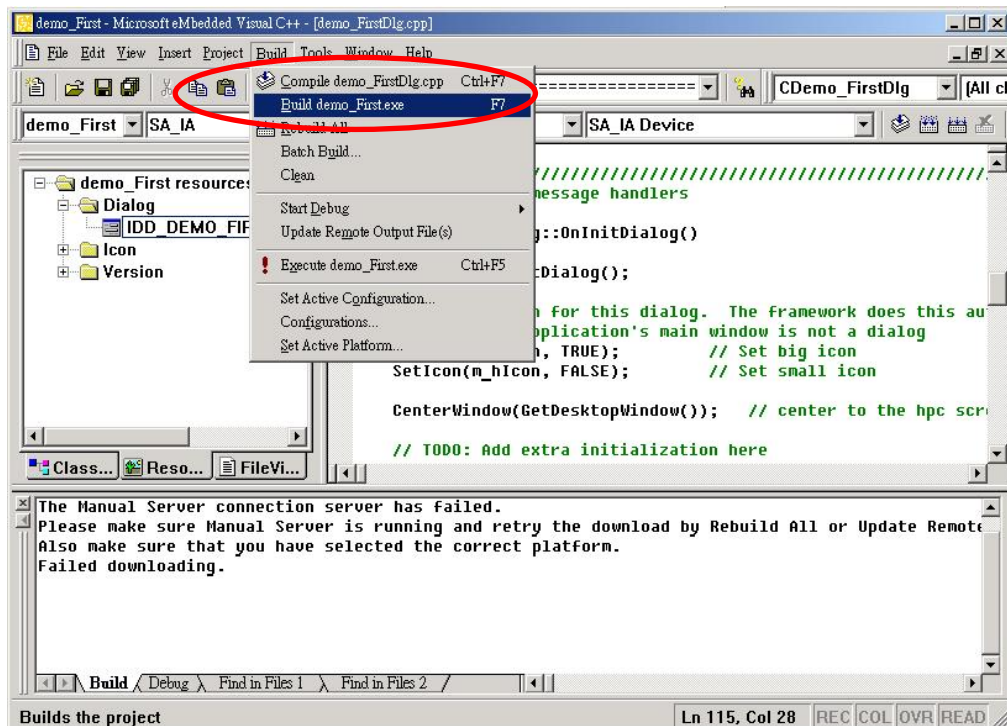 demo_First - Microsoft eMbedded Visual C++ - [demo_FirstDlg.cpp]
File Edit View Insert Project Build Tools Window Help
Compile demo_FirstDlg.cpp Ctrl+F7
Build demo_First.exe F7
Rebuild All
Batch Build...
Clean
Start Debug
Update Remote Output File(s)
Execute demo_First.exe Ctrl+F5
Set Active Configuration...
Configurations...
Set Active Platform...
================== CDemo_FirstDlg [All cl
demo_First SA_IA SA_IA Device
demo_First resources
Dialog
IDD_DEMO_FIR
Icon
Version
Class... Reso... FileVi...
////////////////////////////////////////
message handlers
g::OnInitDialog()
tDialog();
n for this dialog. The framework does this au
pplication's main window is not a dialog
n, TRUE); // Set big icon
SetIcon(m_hIcon, FALSE); // Set small icon
CenterWindow(GetDesktopWindow()); // center to the hpc scre
// TODO: Add extra initialization here
The Manual Server connection server has failed.
Please make sure Manual Server is running and retry the download by Rebuild All or Update Remote
Also make sure that you have selected the correct platform.
Failed downloading.
Build Debug Find in Files 1 Find in Files 2
Builds the project Ln 115, Col 28 REC COL OVR READ